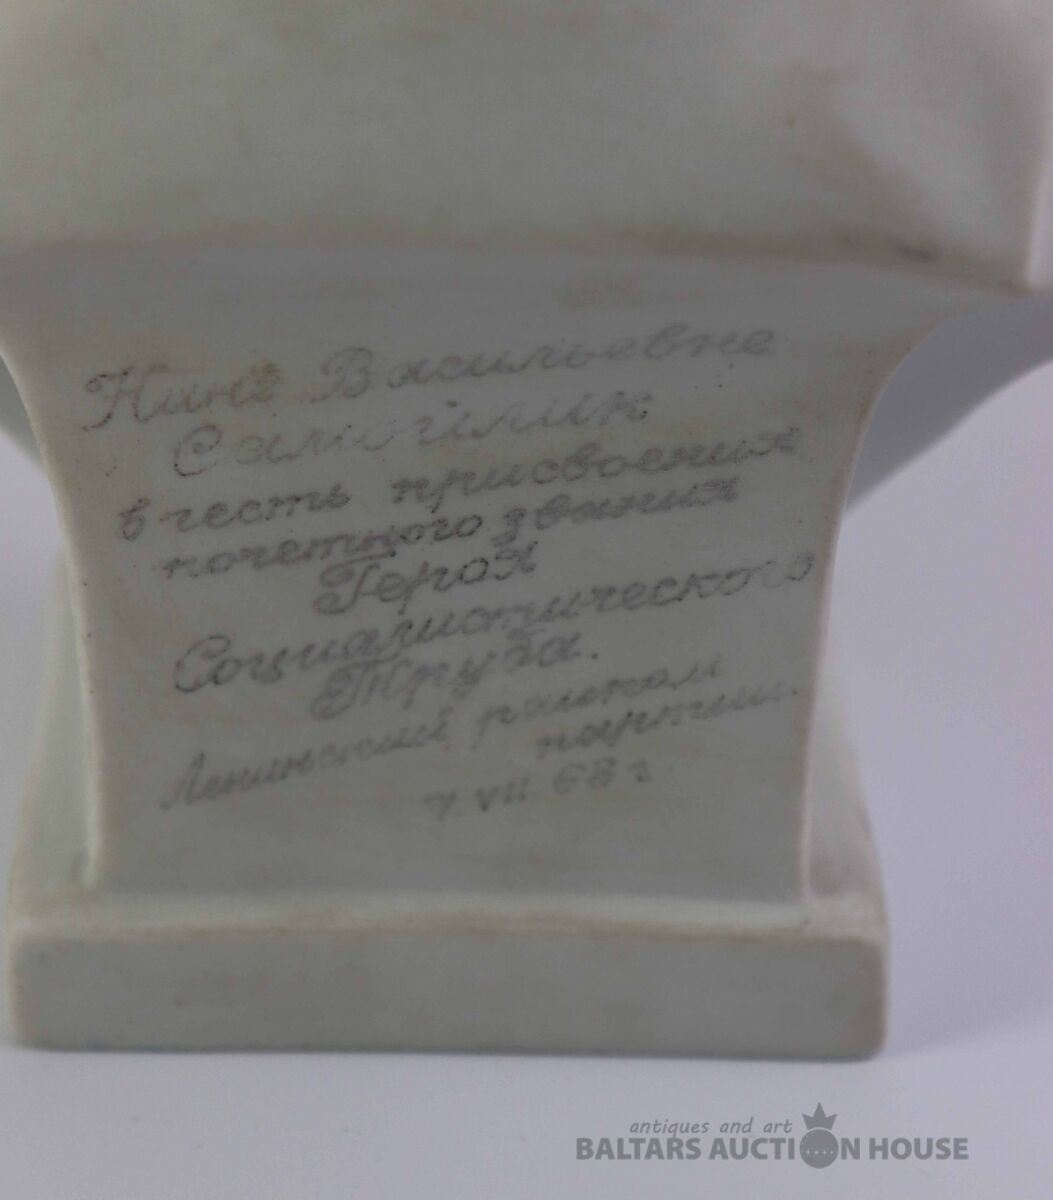 Нине Васильевне
Самойлик
в честь присвоения
почетного звания
Героя
Социалистического
Труда.
Ленинский райком
партии.
7.VII.68 г
antiques and art
BALTARS AUCTION HOUSE